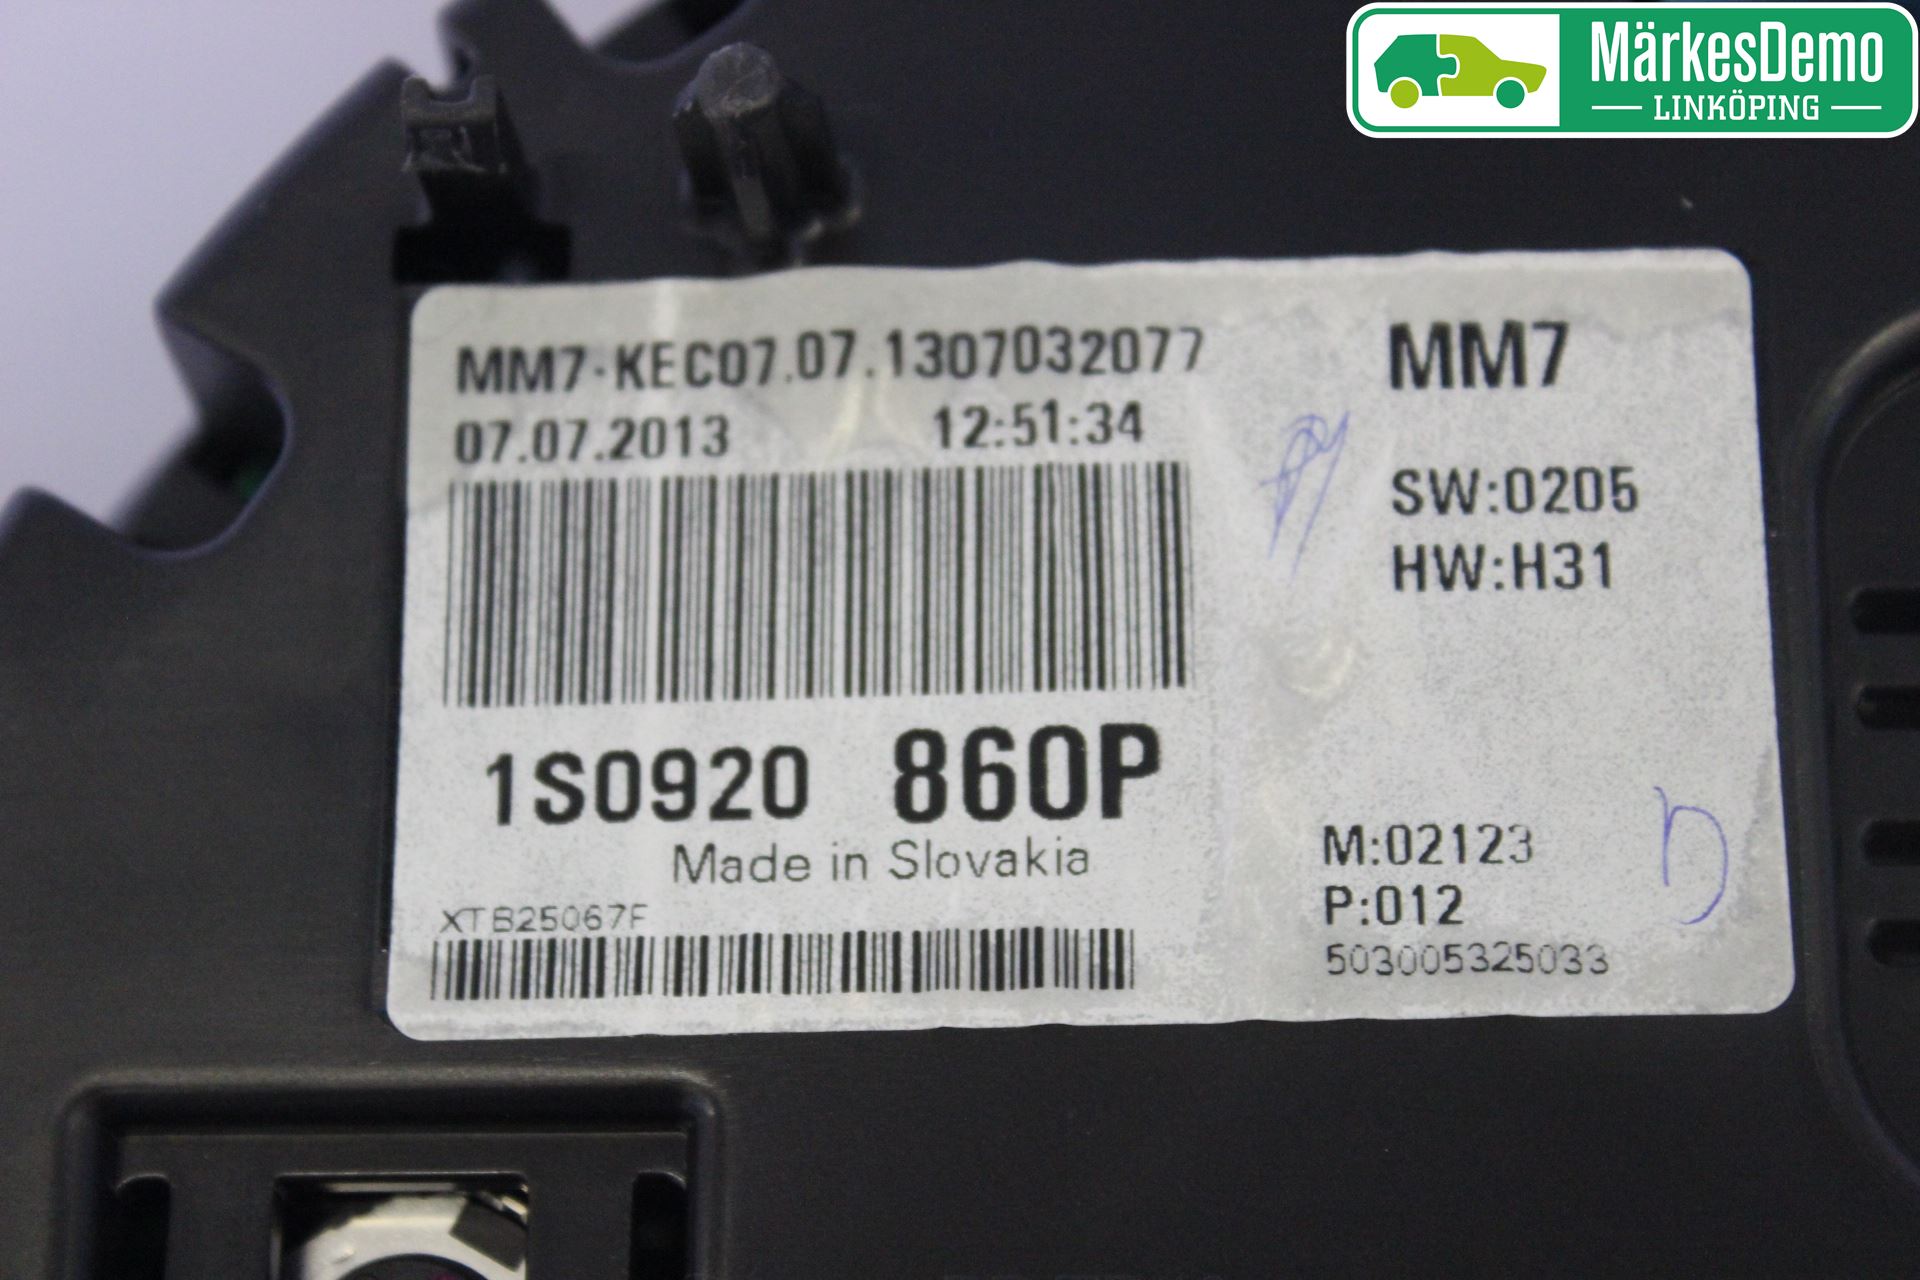 MärkesDemo
LINKÖPING
MM7-KEC07.07.1307032077
07.07.2013 12:51:34
1S0920 860P
Made in Slovakia
XTB25067F
MM7
SW:0205
HW:H31
M:02123
P:012
503005325033
D